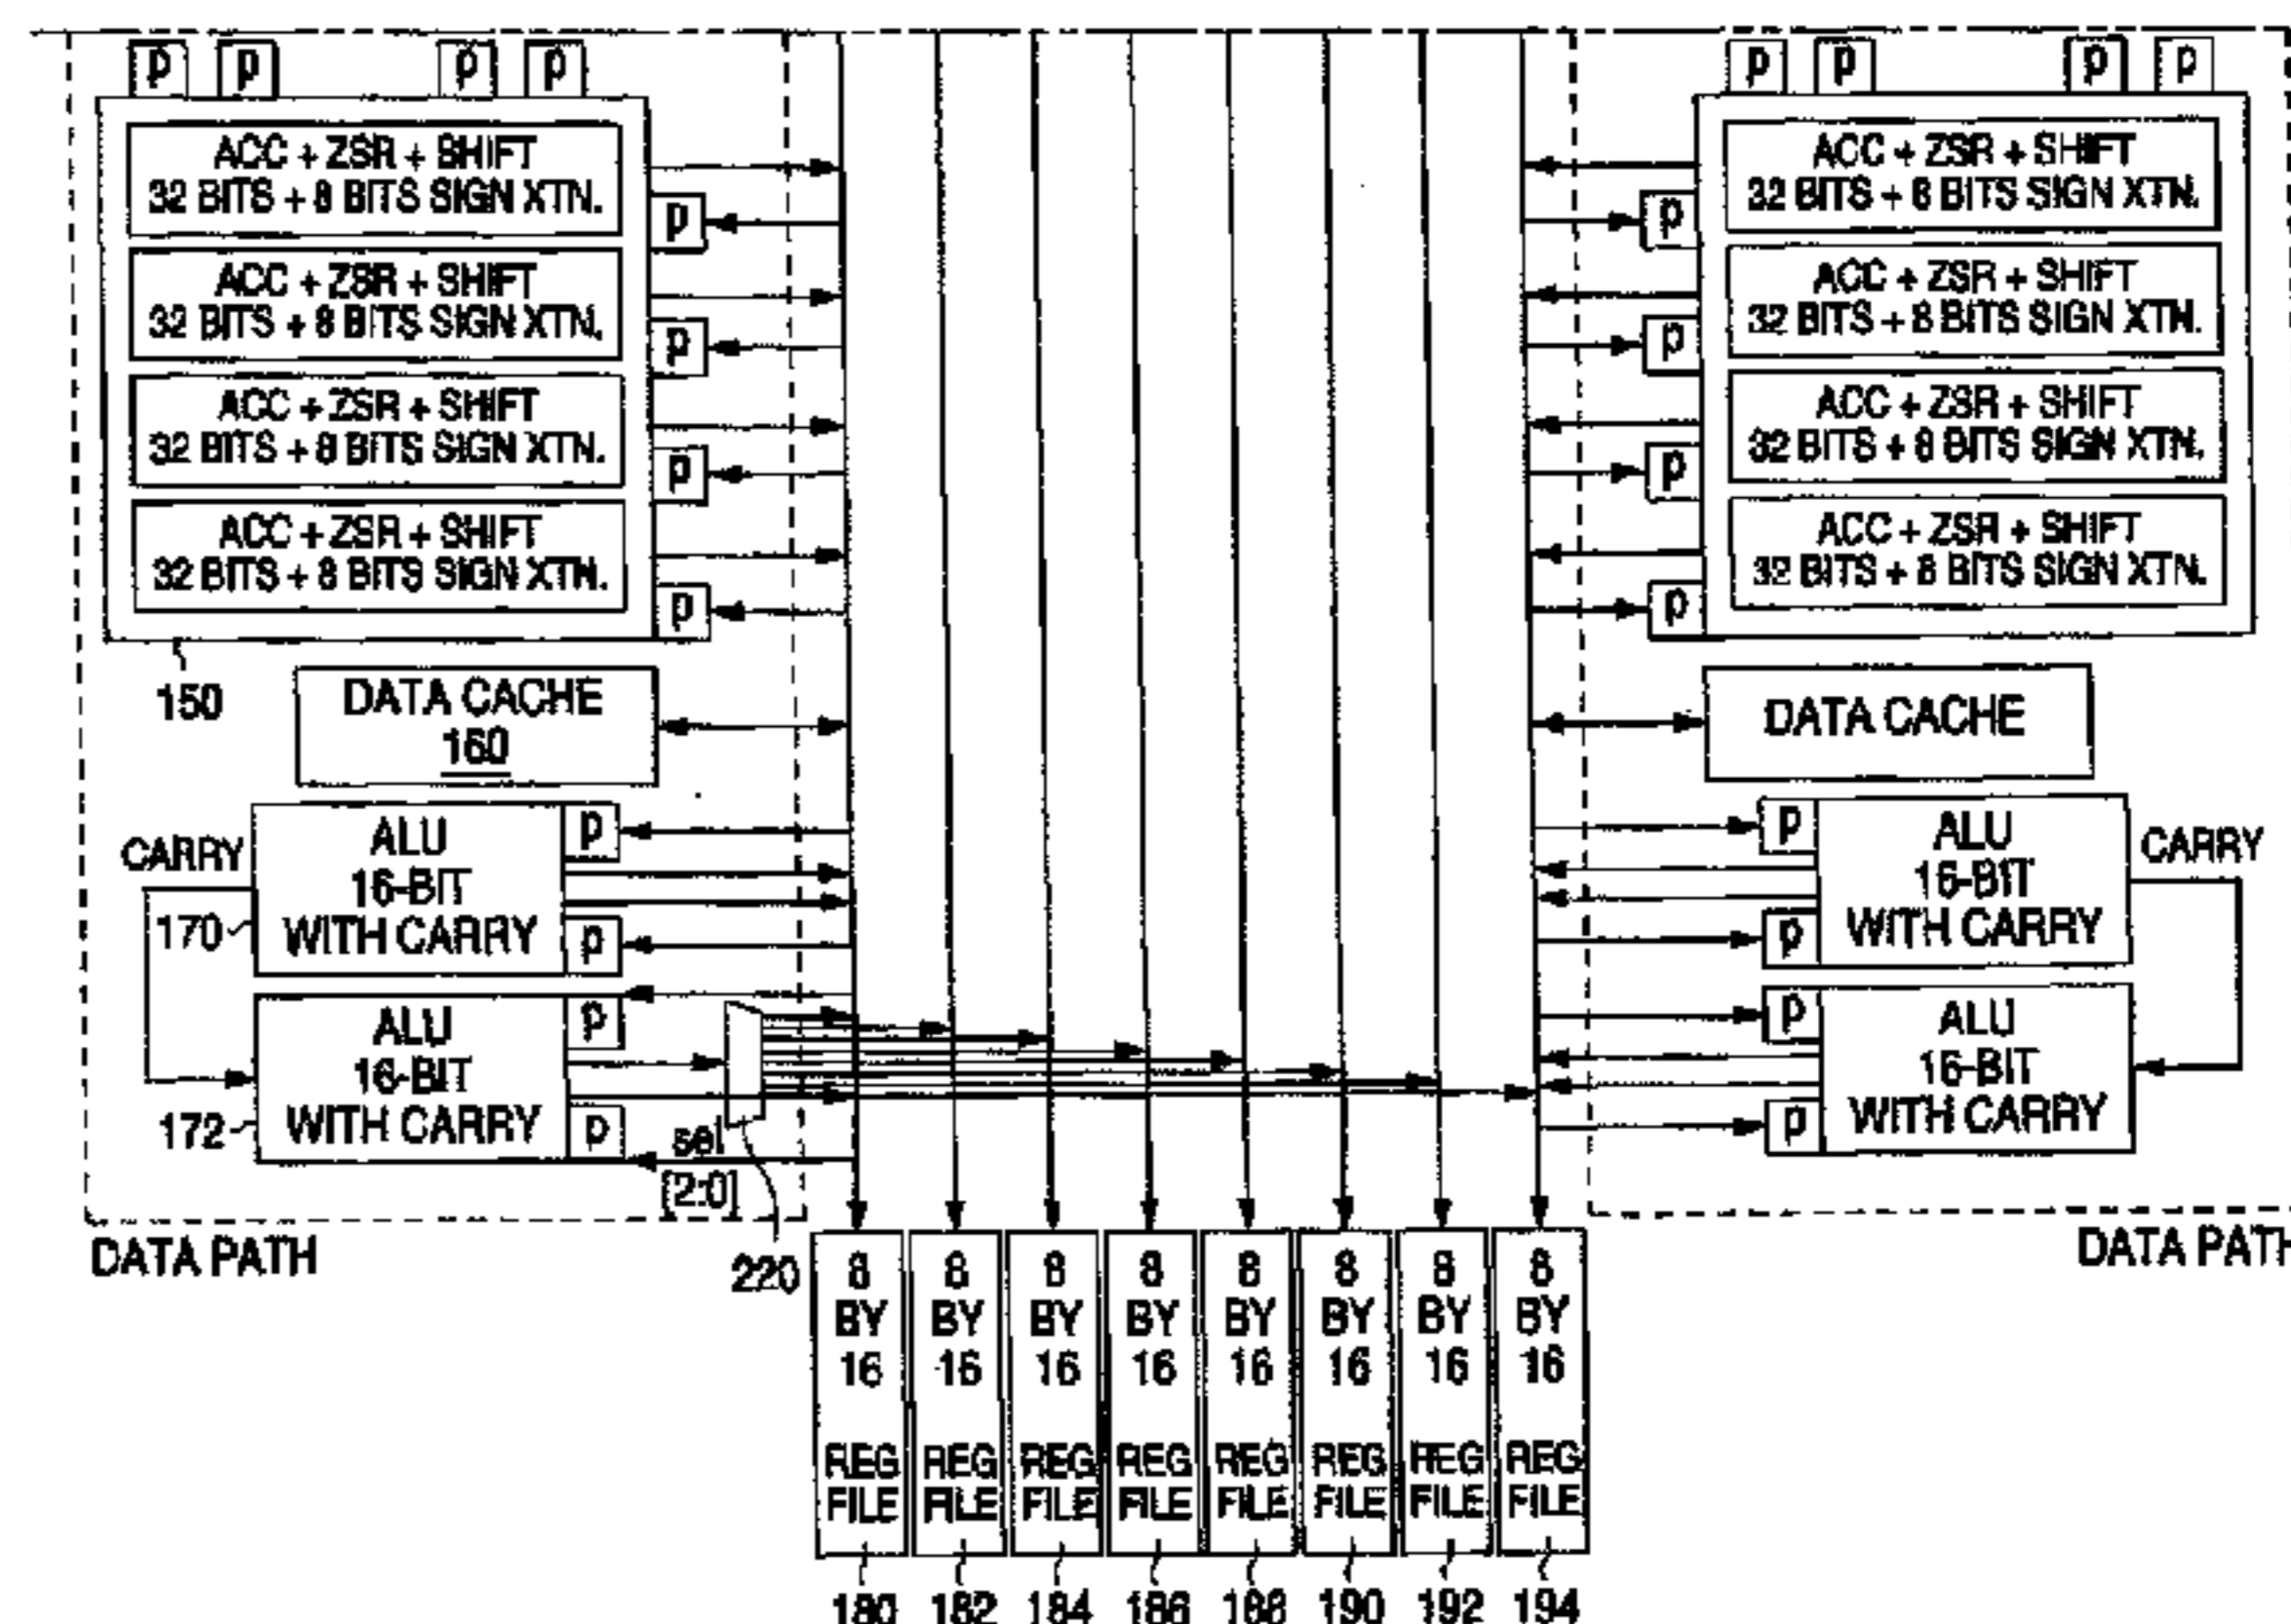 p p p p
ACC + ZSR + SHIFT
32 BITS + 8 BITS SIGN XTN.
p
ACC + ZSR + SHIFT
32 BITS + 8 BITS SIGN XTN.
p
ACC + ZSR + SHIFT
32 BITS + 8 BITS SIGN XTN.
p
ACC + ZSR + SHIFT
32 BITS + 8 BITS SIGN XTN.
p
150
DATA CACHE
160
CARRY
ALU
16-BIT
WITH CARRY
p
p
170
ALU
16-BIT
WITH CARRY
p
p
172
sel
[2:0]
220
DATA PATH
p p p p
ACC + ZSR + SHIFT
32 BITS + 8 BITS SIGN XTN.
p
ACC + ZSR + SHIFT
32 BITS + 8 BITS SIGN XTN.
p
ACC + ZSR + SHIFT
32 BITS + 8 BITS SIGN XTN.
p
ACC + ZSR + SHIFT
32 BITS + 8 BITS SIGN XTN.
p
DATA CACHE
p
ALU
16-BIT
WITH CARRY
p
CARRY
p
ALU
16-BIT
WITH CARRY
p
DATA PATH
8
BY
16
REG
FILE
180
8
BY
16
REG
FILE
182
8
BY
16
REG
FILE
184
8
BY
16
REG
FILE
186
8
BY
16
REG
FILE
188
8
BY
16
REG
FILE
190
8
BY
16
REG
FILE
192
8
BY
16
REG
FILE
194